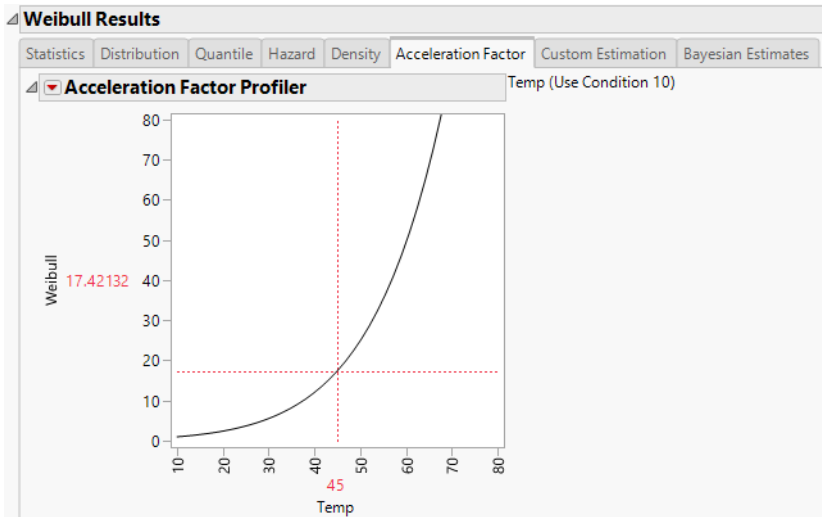 Weibull Results
Statistics Distribution Quantile Hazard Density Acceleration Factor Custom Estimation Bayesian Estimates
Acceleration Factor Profiler
Temp (Use Condition 10)
80
70
60
50
40
30
20
10
0
Weibull
17.42132
10 20 30 40 50 60 70 80
45
Temp